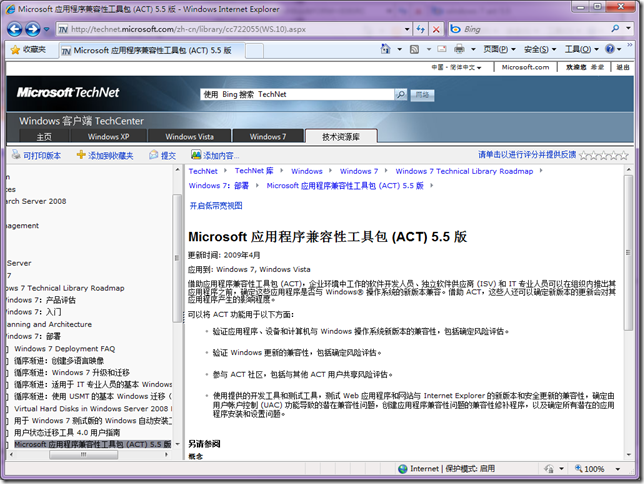 Microsoft 应用程序兼容性工具包 (ACT) 5.5 版 - Windows Internet Explorer
http://technet.microsoft.com/zh-cn/library/cc722055(WS.10).aspx
Bing
收藏夹
Microsoft 应用程序兼容性工具包 (ACT) 5.5 版
页面(P)
安全(S)
工具(O)
中国 - 简体中文
Microsoft.com
欢迎您 希录
退出
Microsoft TechNet
使用 Bing 搜索 TechNet
网络
Windows 客户端 TechCenter
主页
Windows XP
Windows Vista
Windows 7
技术资源库
可打印版本
添加到收藏夹
提交
添加内容...
请单击以进行评分并提供反馈
n
ces
arch Server 2008
nagement
Server
7
ows 7 Technical Library Roadmap
Windows 7: 产品评估
Windows 7: 入门
lanning and Architecture
Windows 7: 部署
Windows 7 Deployment FAQ
循序渐进：创建多语言映像
循序渐进：Windows 7 升级和迁移
循序渐进：适用于 IT 专业人员的基本 Windows
循序渐进：使用 USMT 的基本 Windows 迁移（
Virtual Hard Disks in Windows Server 2008 I
用于 Windows 7 测试版的 Windows 自动安装工
用户状态迁移工具 4.0 用户指南
Microsoft 应用程序兼容性工具包 (ACT) 5.5 版
TechNet
TechNet 库
Windows
Windows 7
Windows 7 Technical Library Roadmap
Windows 7: 部署
Microsoft 应用程序兼容性工具包 (ACT) 5.5 版
开启低带宽视图
Microsoft 应用程序兼容性工具包 (ACT) 5.5 版
更新时间: 2009年4月
应用到: Windows 7, Windows Vista
借助应用程序兼容性工具包 (ACT)，企业环境中工作的软件开发人员、独立软件供应商 (ISV) 和 IT 专业人员可以在组织内推出其
应用程序之前，确定这些应用程序是否与 Windows® 操作系统的新版本兼容。借助 ACT，这些人还可以确定新版本的更新会对其
应用程序产生的影响程度。
可以将 ACT 功能用于以下方面：
验证应用程序、设备和计算机与 Windows 操作系统新版本的兼容性，包括确定风险评估。
验证 Windows 更新的兼容性，包括确定风险评估。
参与 ACT 社区，包括与其他 ACT 用户共享风险评估。
使用提供的开发工具和测试工具，测试 Web 应用程序和网站与 Internet Explorer 的新版本和安全更新的兼容性，确定由
用户帐户控制 (UAC) 功能导致的潜在兼容性问题，创建应用程序兼容性问题的兼容性修补程序，以及确定所有潜在的应用
程序安装和设置问题。
另请参阅
概念
Internet | 保护模式: 启用
100%